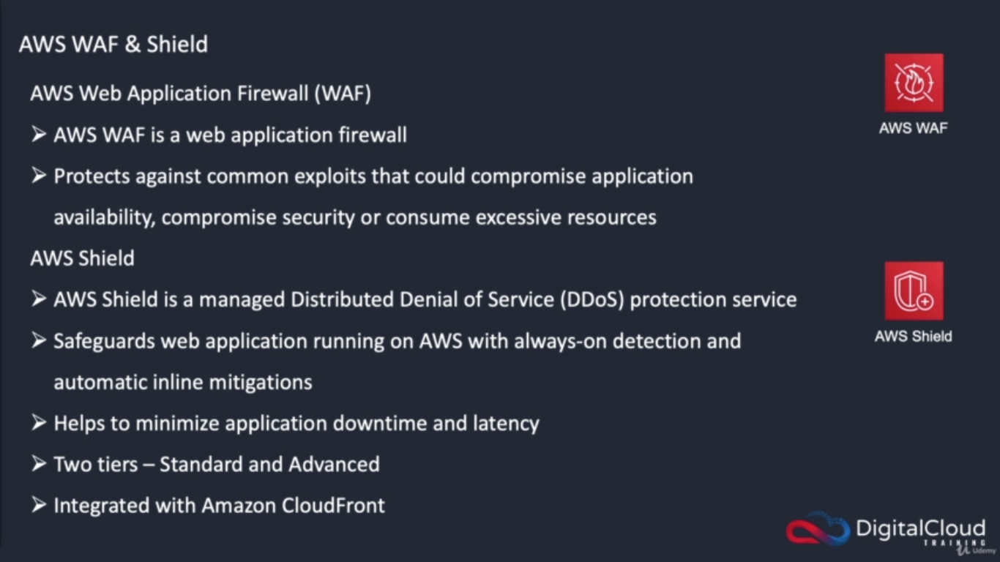 AWS WAF & Shield
AWS Web Application Firewall (WAF)
➢ AWS WAF is a web application firewall
➢ Protects against common exploits that could compromise application
availability, compromise security or consume excessive resources
AWS WAF
AWS Shield
➢ AWS Shield is a managed Distributed Denial of Service (DDoS) protection service
➢ Safeguards web application running on AWS with always-on detection and
automatic inline mitigations
AWS Shield
➢ Helps to minimize application downtime and latency
➢ Two tiers – Standard and Advanced
➢ Integrated with Amazon CloudFront
DigitalCloud
TRAINING
Udemy